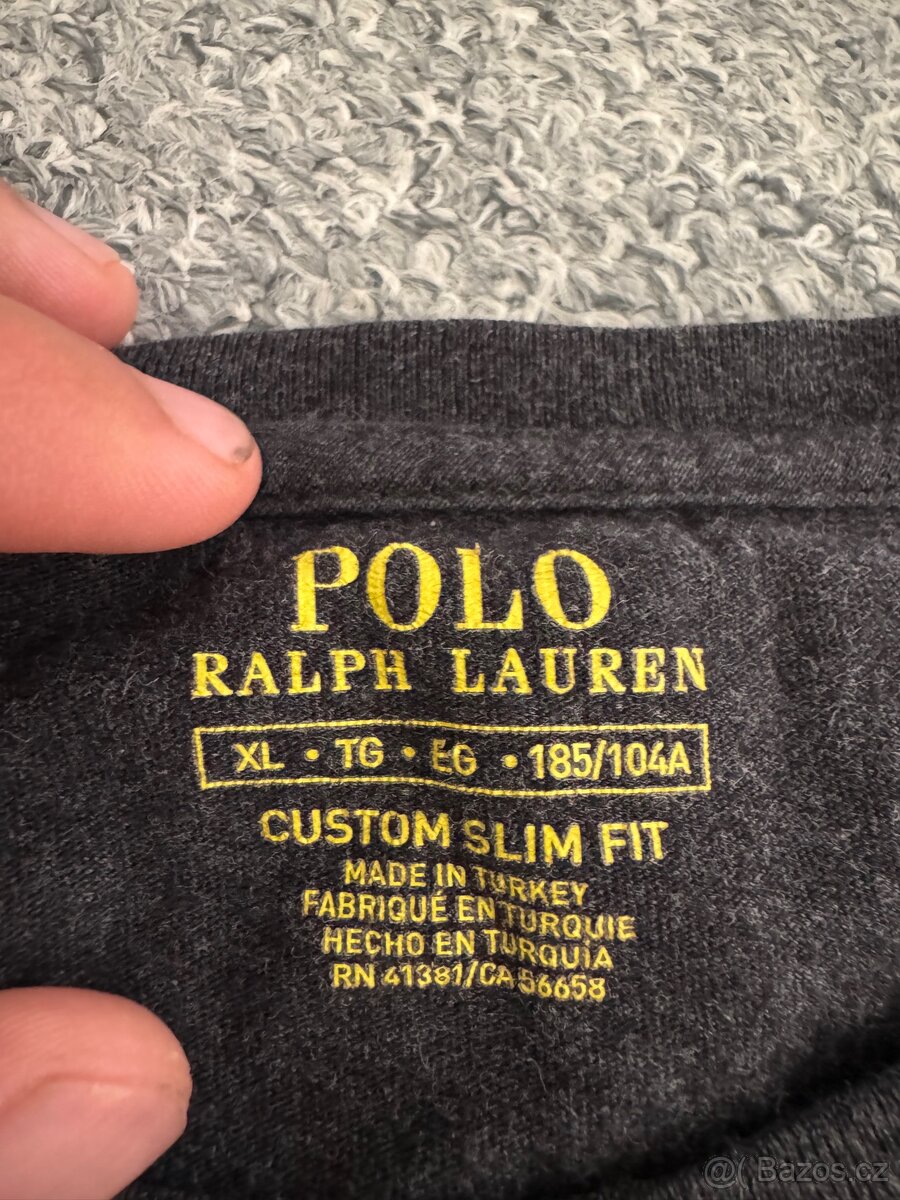 POLO
RALPH LAUREN
XL • TG • EG • 185/104A
CUSTOM SLIM FIT
MADE IN TURKEY
FABRIQUÉ EN TURQUIE
HECHO EN TURQUÍA
RN 41381/CA 56658
@( Bazos.cz